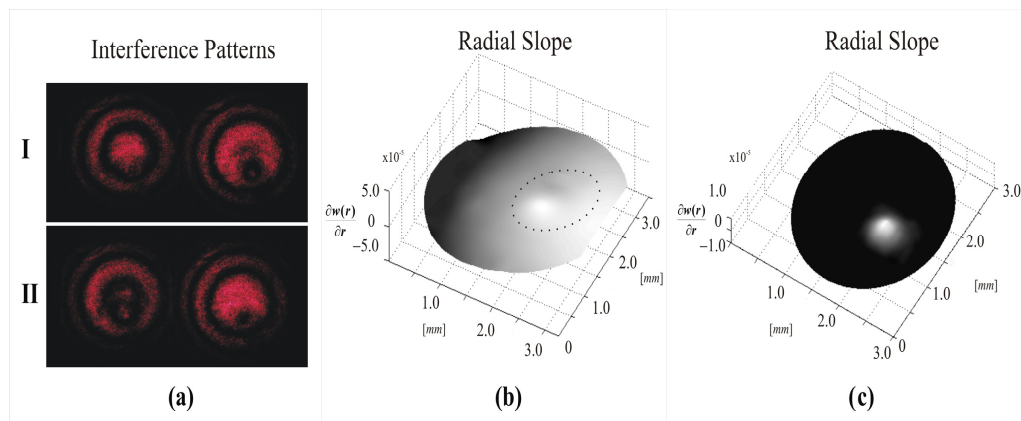 Interference Patterns
I
II
(a)
Radial Slope
x10⁻⁵
5.0
0
-5.0
∂w(r)
∂r
1.0
2.0
3.0
[mm]
0
1.0
2.0
3.0
[mm]
(b)
Radial Slope
x10⁻⁵
1.0
0
-1.0
∂w(r)
∂r
1.0
2.0
3.0
[mm]
0
1.0
2.0
3.0
[mm]
(c)